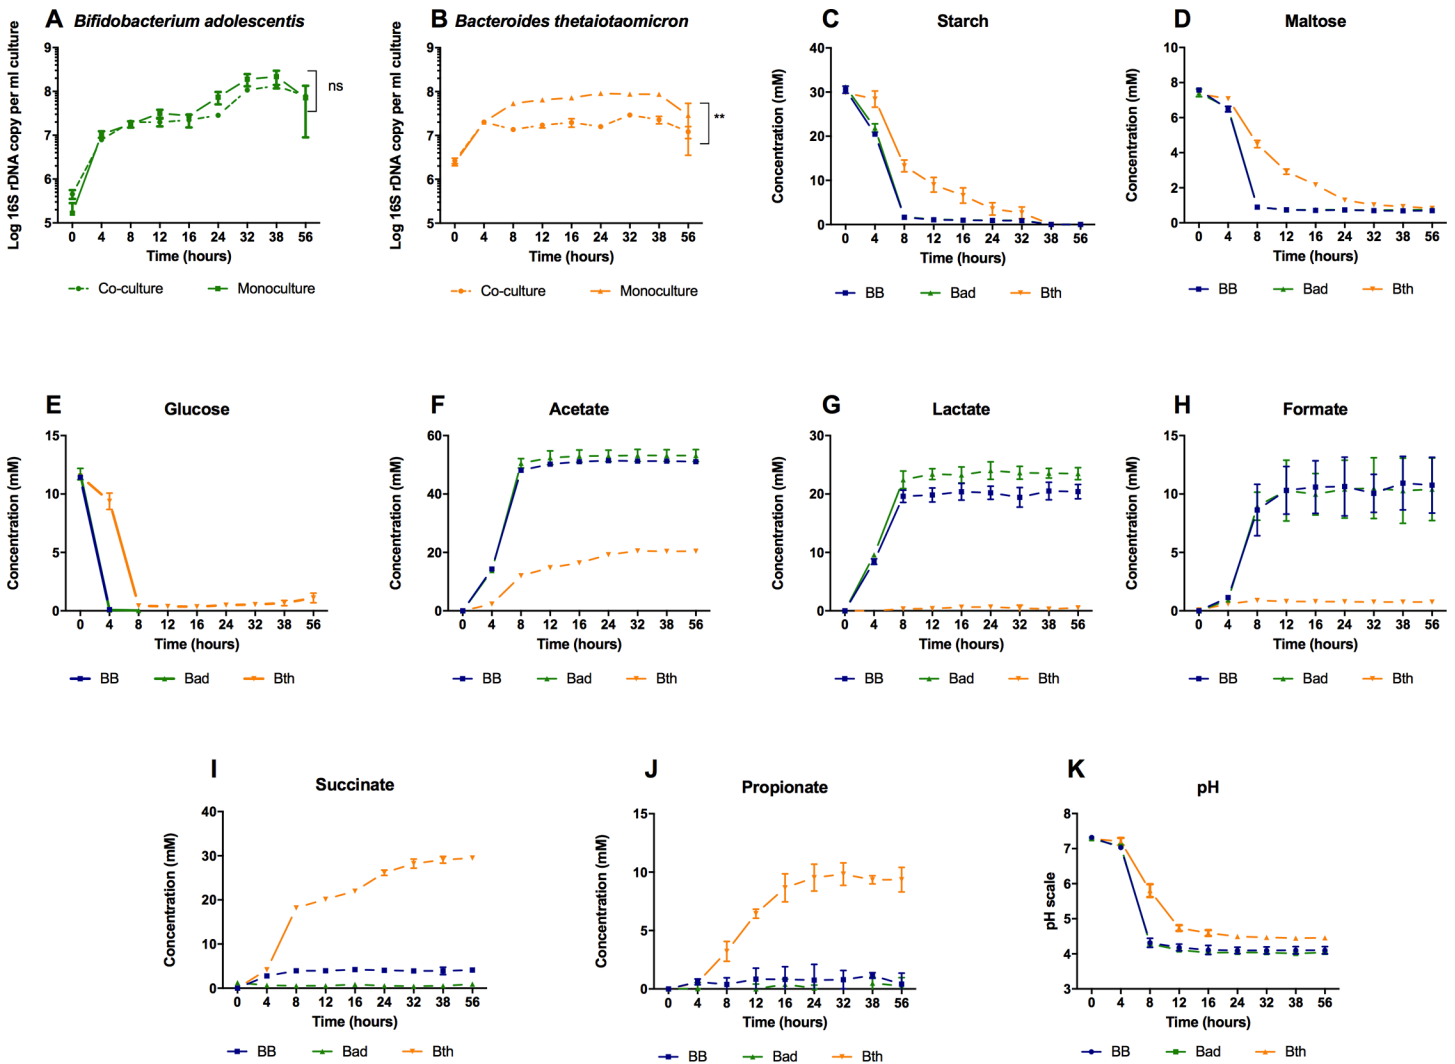 A Bifidobacterium adolescentis
Log 16S rDNA copy per ml culture
9
8
7
6
5
ns
0 4 8 12 16 24 32 38 56
Time (hours)
Co-culture Monoculture
B Bacteroides thetaiotaomicron
Log 16S rDNA copy per ml culture
9
8
7
6
5
**
0 4 8 12 16 24 32 38 56
Time (hours)
Co-culture Monoculture
C Starch
Concentration (mM)
40
30
20
10
0
0 4 8 12 16 24 32 38 56
Time (hours)
BB Bad Bth
D Maltose
Concentration (mM)
10
8
6
4
2
0
0 4 8 12 16 24 32 38 56
Time (hours)
BB Bad Bth
E Glucose
Concentration (mM)
15
10
5
0
0 4 8 12 16 24 32 38 56
Time (hours)
BB Bad Bth
F Acetate
Concentration (mM)
60
40
20
0
0 4 8 12 16 24 32 38 56
Time (hours)
BB Bad Bth
G Lactate
Concentration (mM)
30
20
10
0
0 4 8 12 16 24 32 38 56
Time (hours)
BB Bad Bth
H Formate
Concentration (mM)
15
10
5
0
0 4 8 12 16 24 32 38 56
Time (hours)
BB Bad Bth
I Succinate
Concentration (mM)
40
30
20
10
0
0 4 8 12 16 24 32 38 56
Time (hours)
BB Bad Bth
J Propionate
Concentration (mM)
15
10
5
0
0 4 8 12 16 24 32 38 56
Time (hours)
BB Bad Bth
K pH
pH scale
8
7
6
5
4
3
0 4 8 12 16 24 32 38 56
Time (hours)
BB Bad Bth